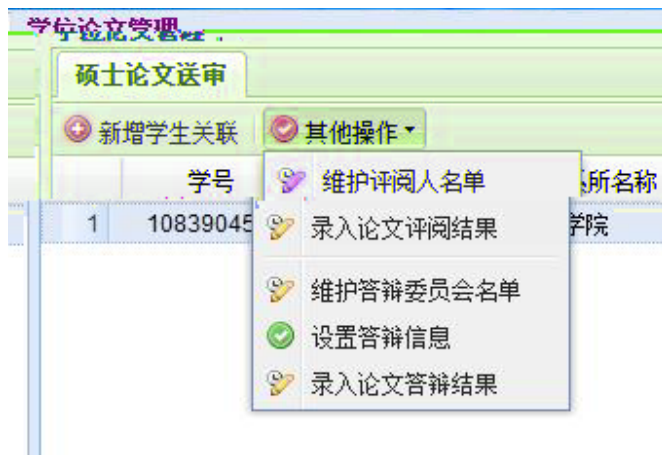 学位论文管理
硕士论文送审
新增学生关联 其他操作
学号 系所名称
维护评阅人名单
1 10839045 学院
录入论文评阅结果
维护答辩委员会名单
设置答辩信息
录入论文答辩结果